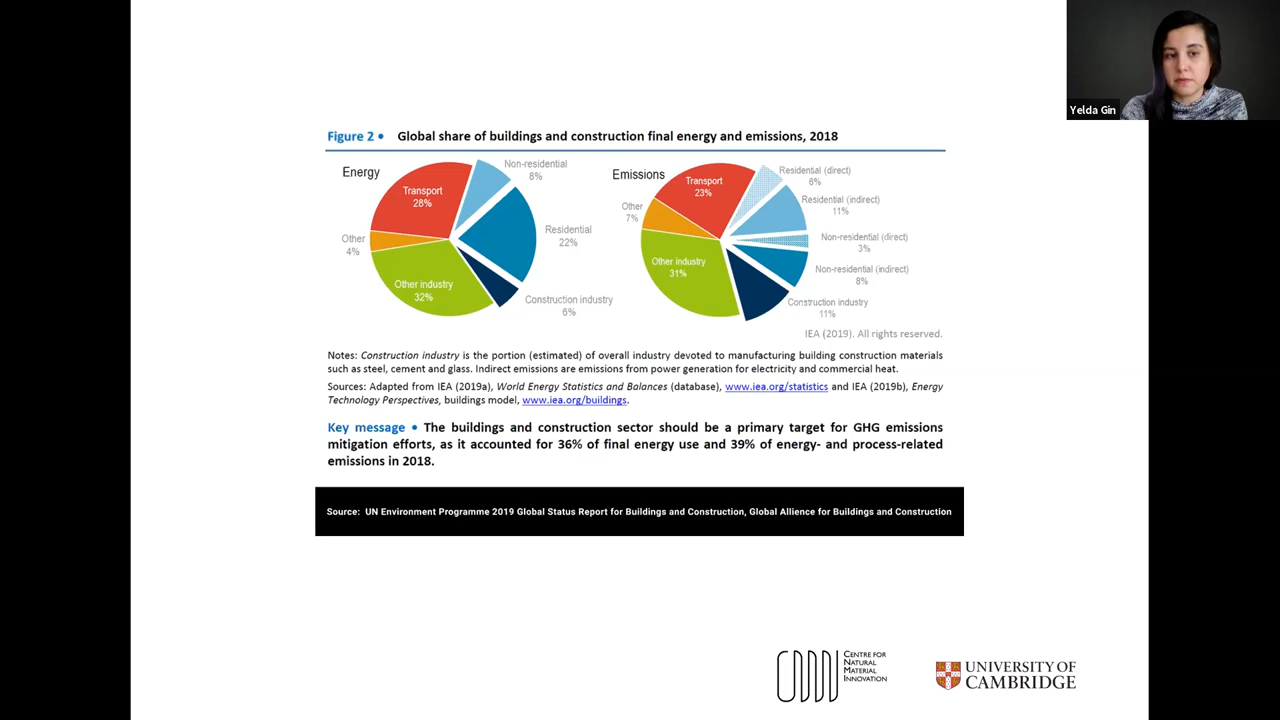 Yelda Gin
Figure 2 • Global share of buildings and construction final energy and emissions, 2018
Energy
Non-residential
8%
Transport
28%
Residential
22%
Other
4%
Other industry
32%
Construction industry
6%
Emissions
Residential (direct)
6%
Transport
23%
Residential (indirect)
11%
Other
7%
Non-residential (direct)
3%
Other industry
31%
Non-residential (indirect)
8%
Construction industry
11%
IEA (2019). All rights reserved.
Notes: Construction industry is the portion (estimated) of overall industry devoted to manufacturing building construction materials
such as steel, cement and glass. Indirect emissions are emissions from power generation for electricity and commercial heat.
Sources: Adapted from IEA (2019a), World Energy Statistics and Balances (database), www.iea.org/statistics and IEA (2019b), Energy
Technology Perspectives, buildings model, www.iea.org/buildings.
Key message • The buildings and construction sector should be a primary target for GHG emissions
mitigation efforts, as it accounted for 36% of final energy use and 39% of energy- and process-related
emissions in 2018.
Source: UN Environment Programme 2019 Global Status Report for Buildings and Construction, Global Alliance for Buildings and Construction
CENTRE FOR
NATURAL
MATERIAL
INNOVATION
UNIVERSITY OF
CAMBRIDGE